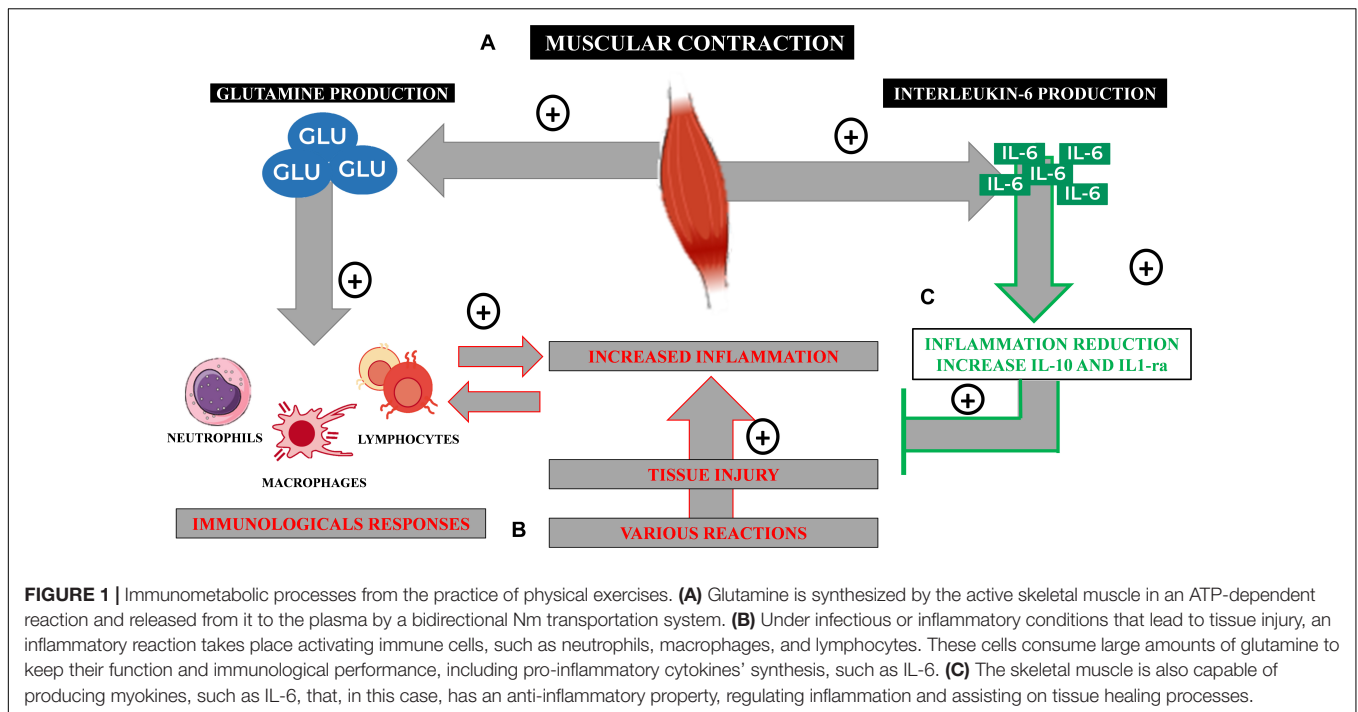 A
MUSCULAR CONTRACTION
GLUTAMINE PRODUCTION
INTERLEUKIN-6 PRODUCTION
+
+
GLU
GLU
GLU
IL-6
IL-6
IL-6
IL-6
IL-6
+
+
+
C
INCREASED INFLAMMATION
INFLAMMATION REDUCTION
INCREASE IL-10 AND IL1-ra
+
+
NEUTROPHILS
LYMPHOCYTES
MACROPHAGES
TISSUE INJURY
IMMUNOLOGICALS RESPONSES
B
VARIOUS REACTIONS
FIGURE 1 | Immunometabolic processes from the practice of physical exercises. (A) Glutamine is synthesized by the active skeletal muscle in an ATP-dependent
reaction and released from it to the plasma by a bidirectional Nm transportation system. (B) Under infectious or inflammatory conditions that lead to tissue injury, an
inflammatory reaction takes place activating immune cells, such as neutrophils, macrophages, and lymphocytes. These cells consume large amounts of glutamine to
keep their function and immunological performance, including pro-inflammatory cytokines' synthesis, such as IL-6. (C) The skeletal muscle is also capable of
producing myokines, such as IL-6, that, in this case, has an anti-inflammatory property, regulating inflammation and assisting on tissue healing processes.